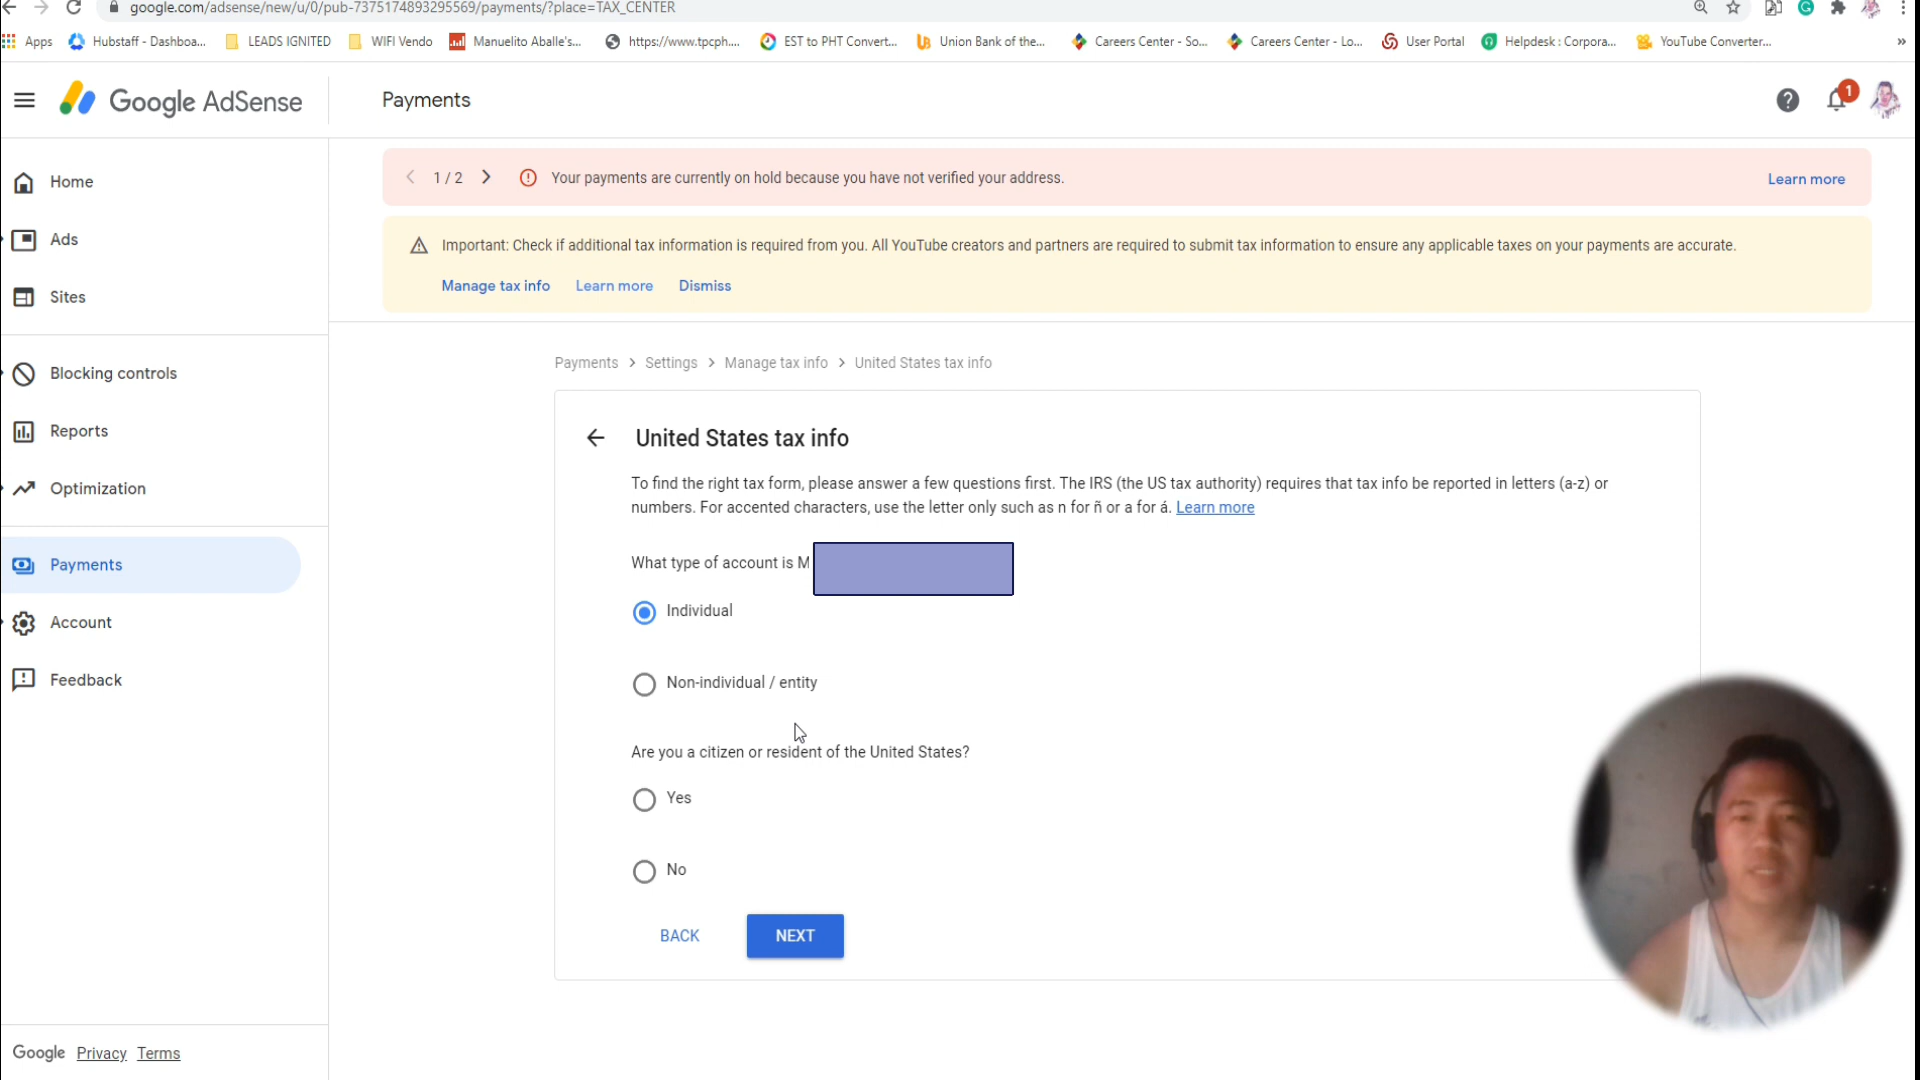 google.com/adsense/new/u/0/pub-7375174893295569/payments/?place=TAX_CENTER
Apps
Hubstaff - Dashboa...
LEADS IGNITED
WIFI Vendo
Manuelito Aballe's...
https://www.tpcph....
EST to PHT Convert...
Union Bank of the...
Careers Center - So...
Careers Center - Lo...
User Portal
Helpdesk : Corpora...
YouTube Converter...
»
Google AdSense
Payments
1
Home
Ads
Sites
Blocking controls
Reports
Optimization
Payments
Account
Feedback
Google Privacy Terms
1 / 2
Your payments are currently on hold because you have not verified your address.
Learn more
Important: Check if additional tax information is required from you. All YouTube creators and partners are required to submit tax information to ensure any applicable taxes on your payments are accurate.
Manage tax info Learn more Dismiss
Payments > Settings > Manage tax info > United States tax info
United States tax info
To find the right tax form, please answer a few questions first. The IRS (the US tax authority) requires that tax info be reported in letters (a-z) or
numbers. For accented characters, use the letter only such as n for ñ or a for á. Learn more
What type of account is M
Individual
Non-individual / entity
Are you a citizen or resident of the United States?
Yes
No
BACK NEXT